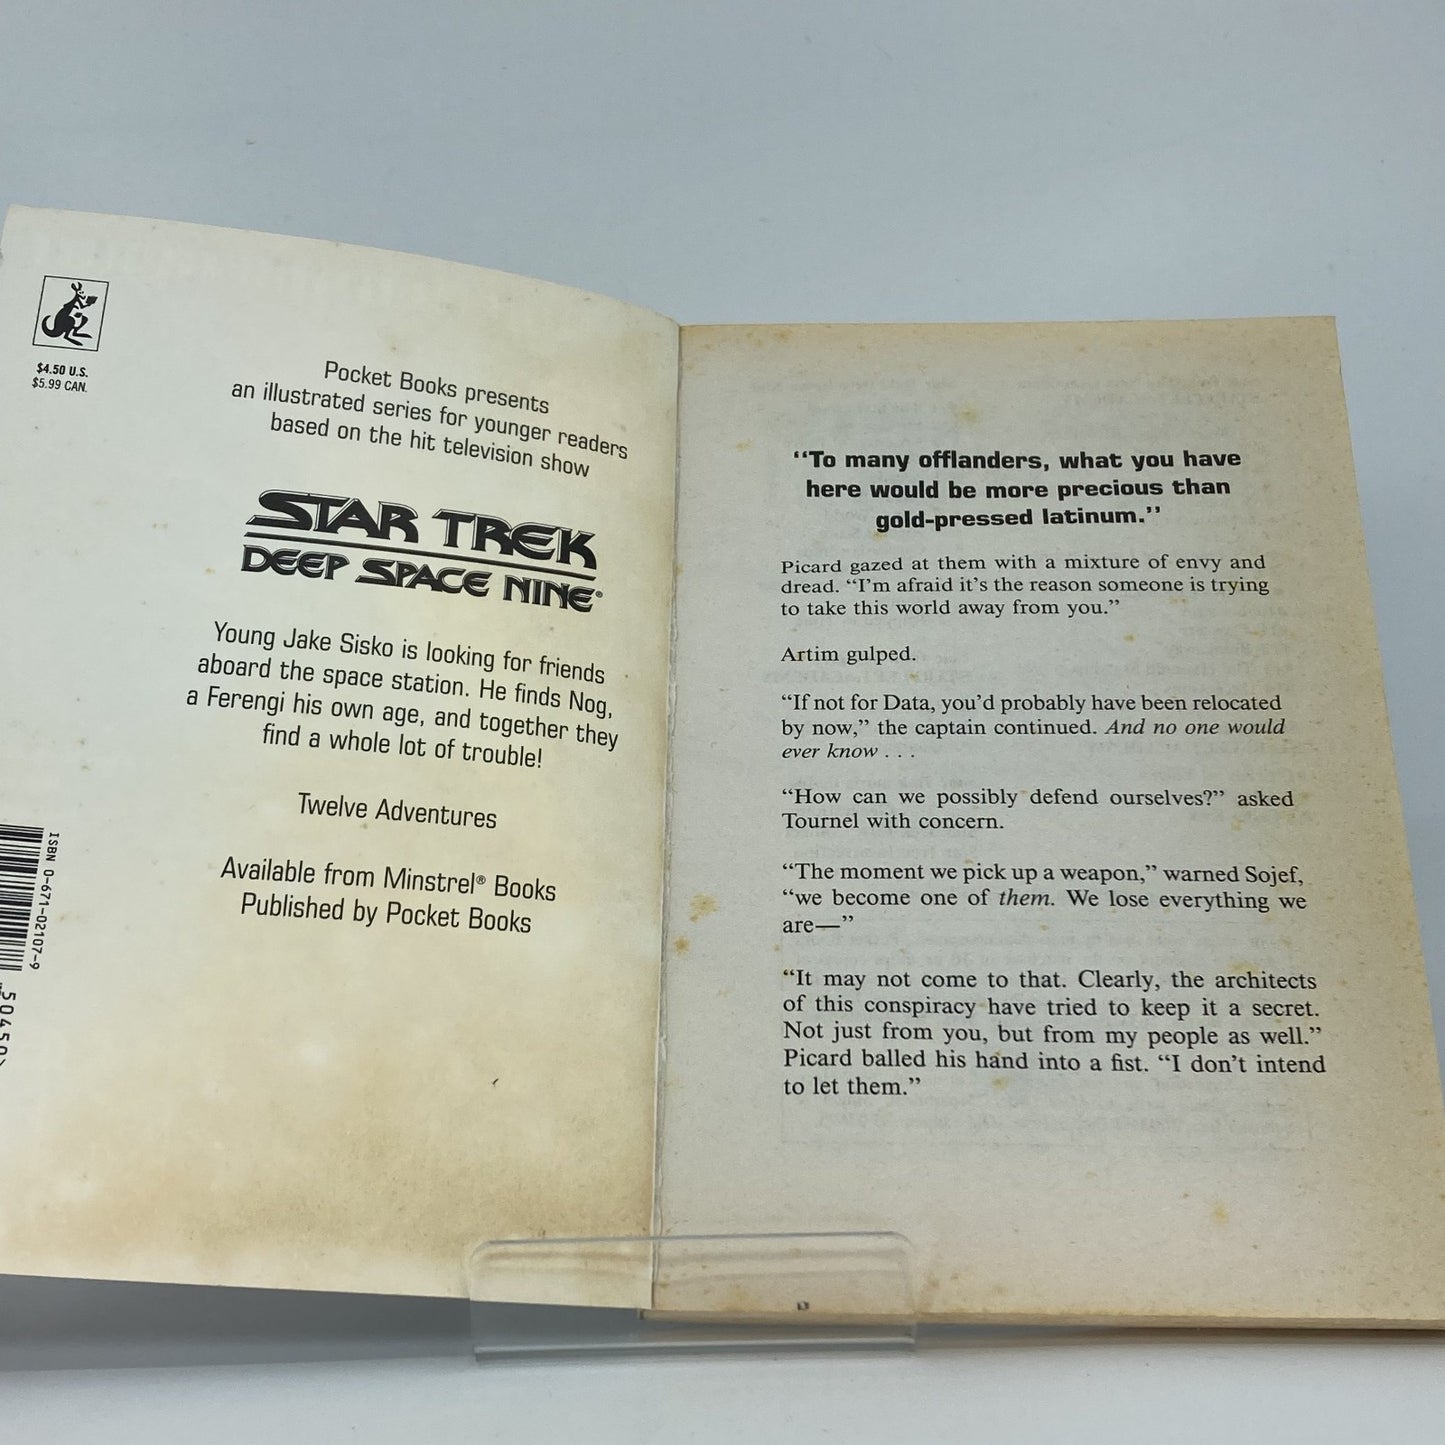 $4.50 U.S.
$5.99 CAN.
Pocket Books presents
an illustrated series for younger readers
based on the hit television show
STAR TREK
DEEP SPACE NINE®
Young Jake Sisko is looking for friends
aboard the space station. He finds Nog,
a Ferengi his own age, and together they
find a whole lot of trouble!
Twelve Adventures
Available from Minstrel® Books
Published by Pocket Books
ISBN 0-671-02107-9
50450>
"To many offlanders, what you have
here would be more precious than
gold-pressed latinum."
Picard gazed at them with a mixture of envy and
dread. "I'm afraid it's the reason someone is trying
to take this world away from you."
Artim gulped.
"If not for Data, you'd probably have been relocated
by now," the captain continued. And no one would
ever know . . .
"How can we possibly defend ourselves?" asked
Tournel with concern.
"The moment we pick up a weapon," warned Sojef,
"we become one of them. We lose everything we
are—"
"It may not come to that. Clearly, the architects
of this conspiracy have tried to keep it a secret.
Not just from you, but from my people as well."
Picard balled his hand into a fist. "I don't intend
to let them."